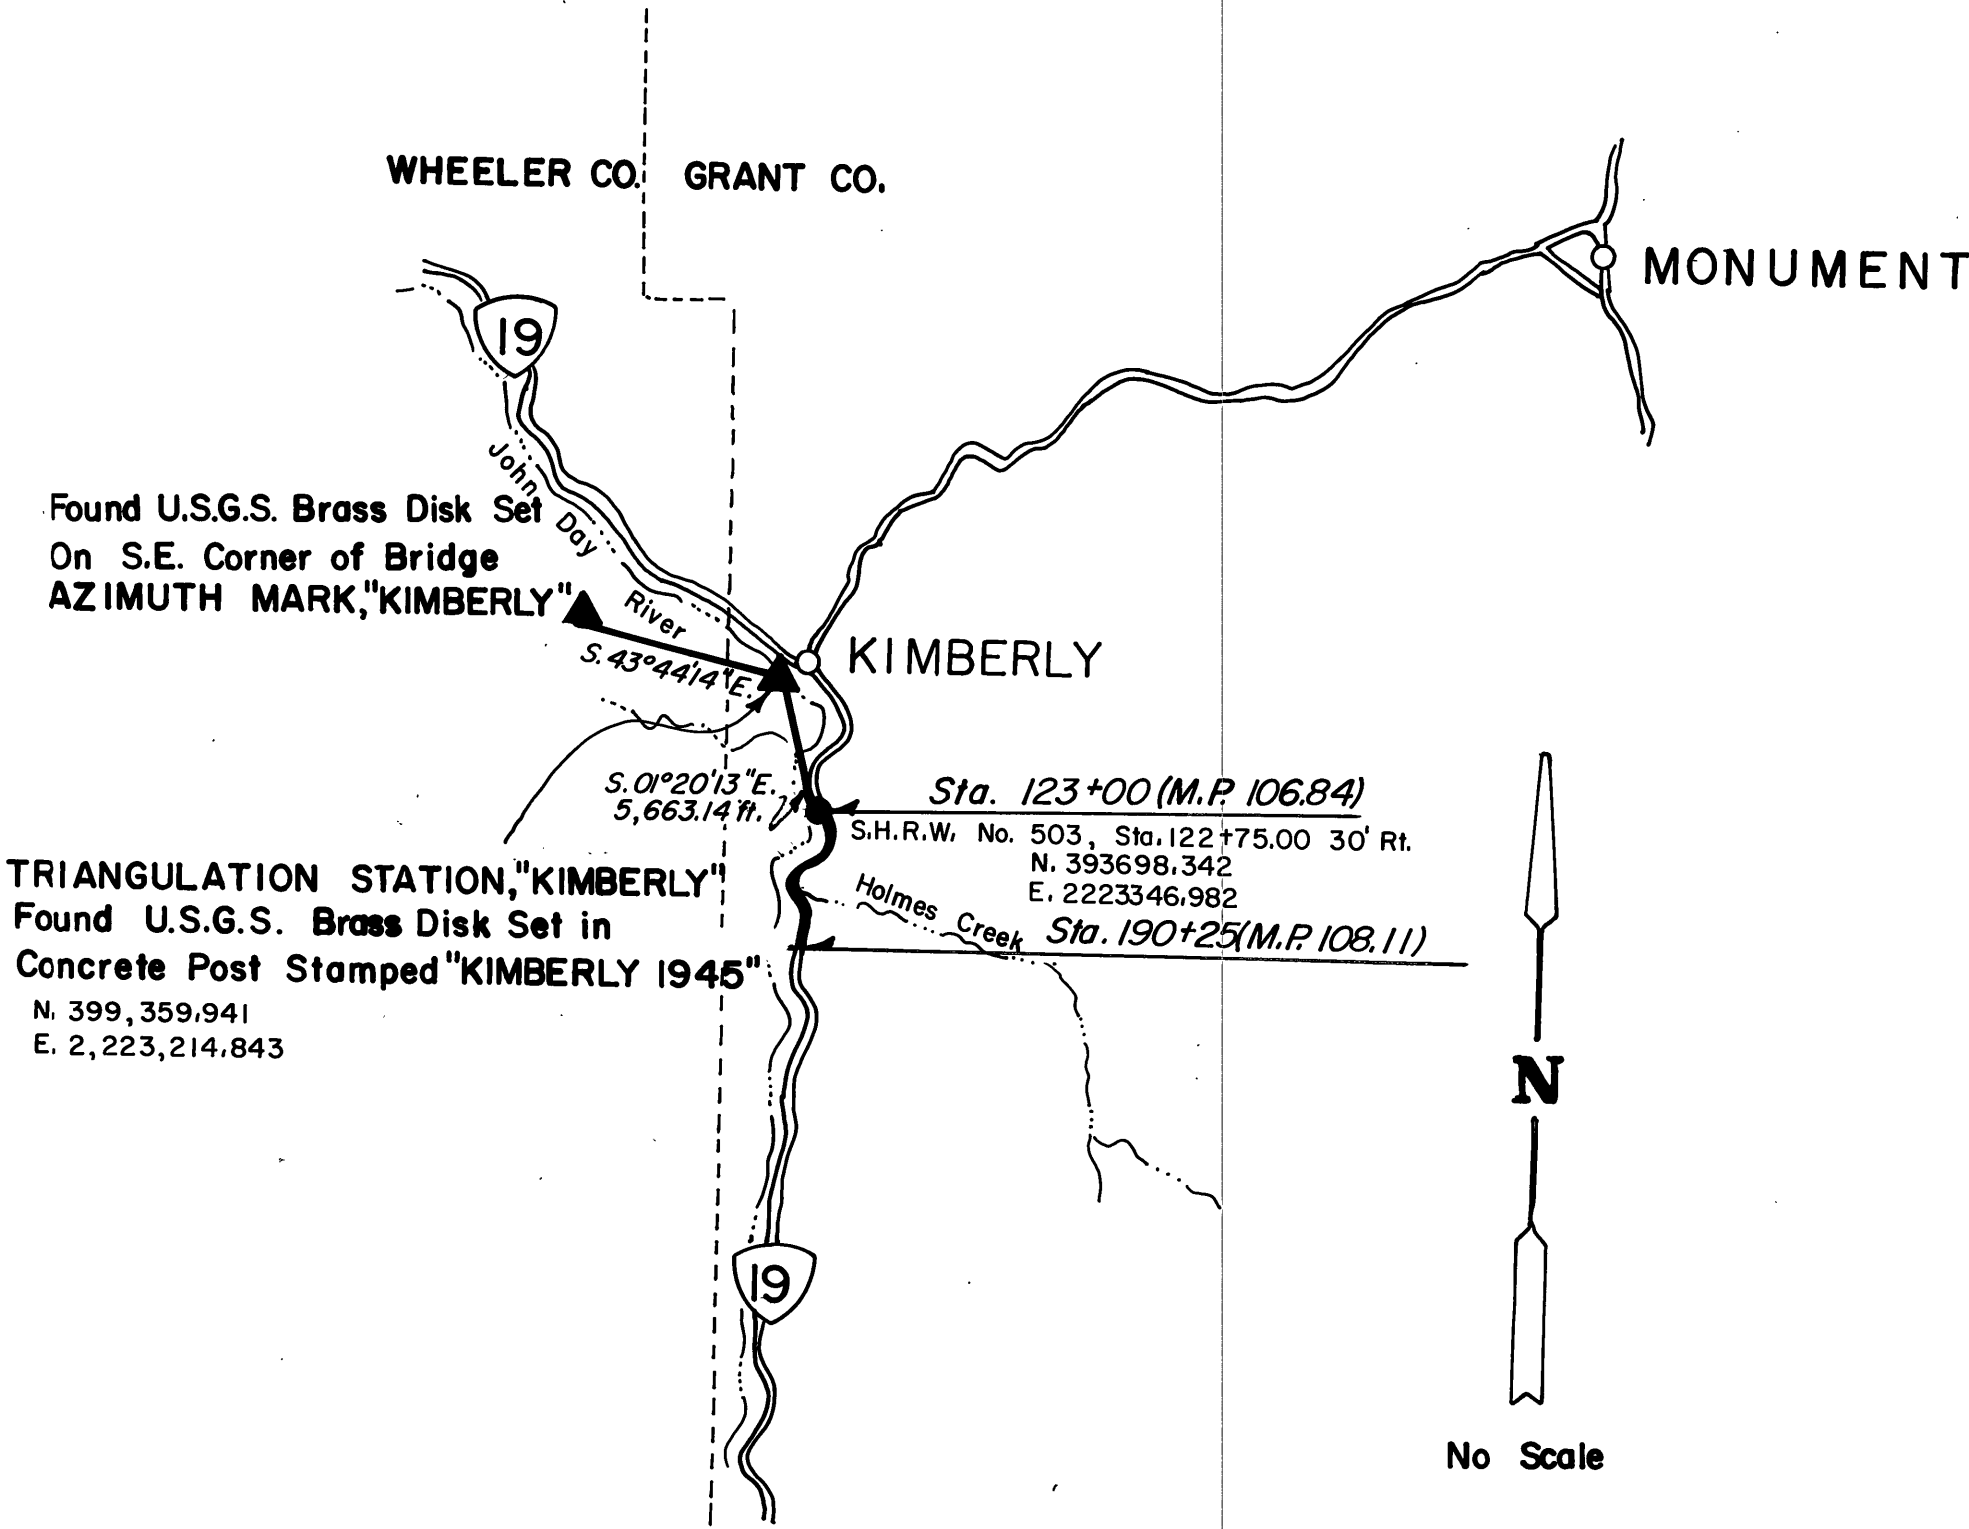 WHEELER CO. GRANT CO.
MONUMENT
19
John Day River
Found U.S.G.S. Brass Disk Set
On S.E. Corner of Bridge
AZIMUTH MARK,"KIMBERLY"
S.43°44'14"E.
KIMBERLY
S.01°20'13"E.
5,663.14 ft.
Sta. 123+00 (M.P. 106.84)
S.H.R.W. No. 503, Sta.122+75.00 30' Rt.
N. 393698.342
E. 2223346.982
Holmes Creek
Sta. 190+25(M.P. 108.11)
TRIANGULATION STATION,"KIMBERLY"
Found U.S.G.S. Brass Disk Set in
Concrete Post Stamped "KIMBERLY 1945"
N. 399,359.941
E. 2,223,214.843
N
19
No Scale